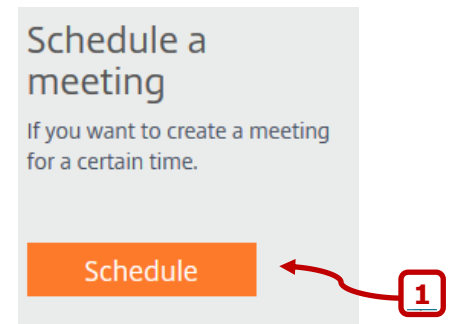 Schedule a
meeting
If you want to create a meeting
for a certain time.
Schedule
1